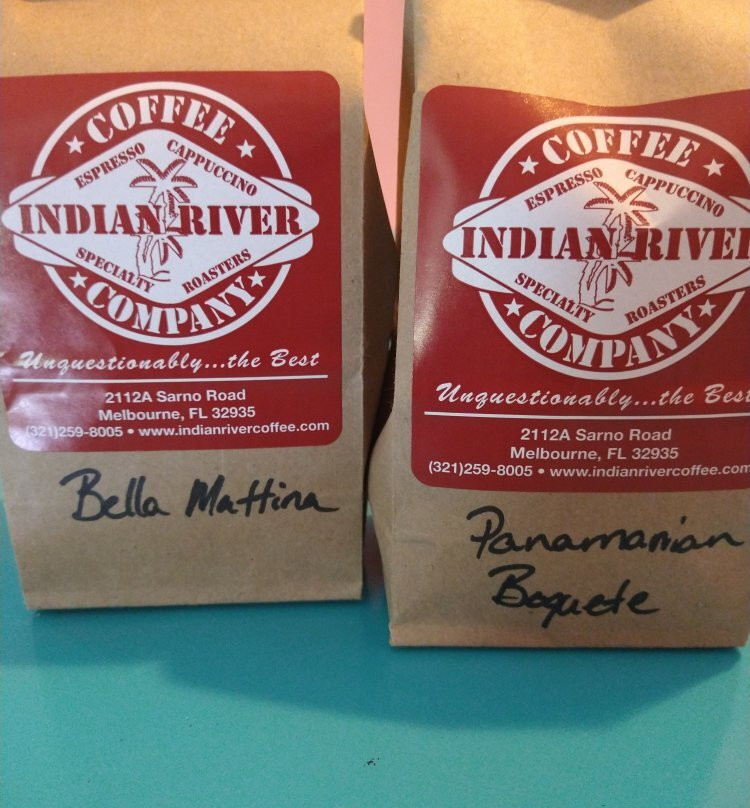 COFFEE
ESPRESSO CAPPUCCINO
INDIAN RIVER
SPECIALTY ROASTERS
COMPANY
Unquestionably...the Best
2112A Sarno Road
Melbourne, FL 32935
(321)259-8005 • www.indianrivercoffee.com
Bella Mattina
COFFEE
ESPRESSO CAPPUCCINO
INDIAN RIVER
SPECIALTY ROASTERS
COMPANY
Unquestionably...the Best
2112A Sarno Road
Melbourne, FL 32935
(321)259-8005 • www.indianrivercoffee.com
Panamanian
Boquete